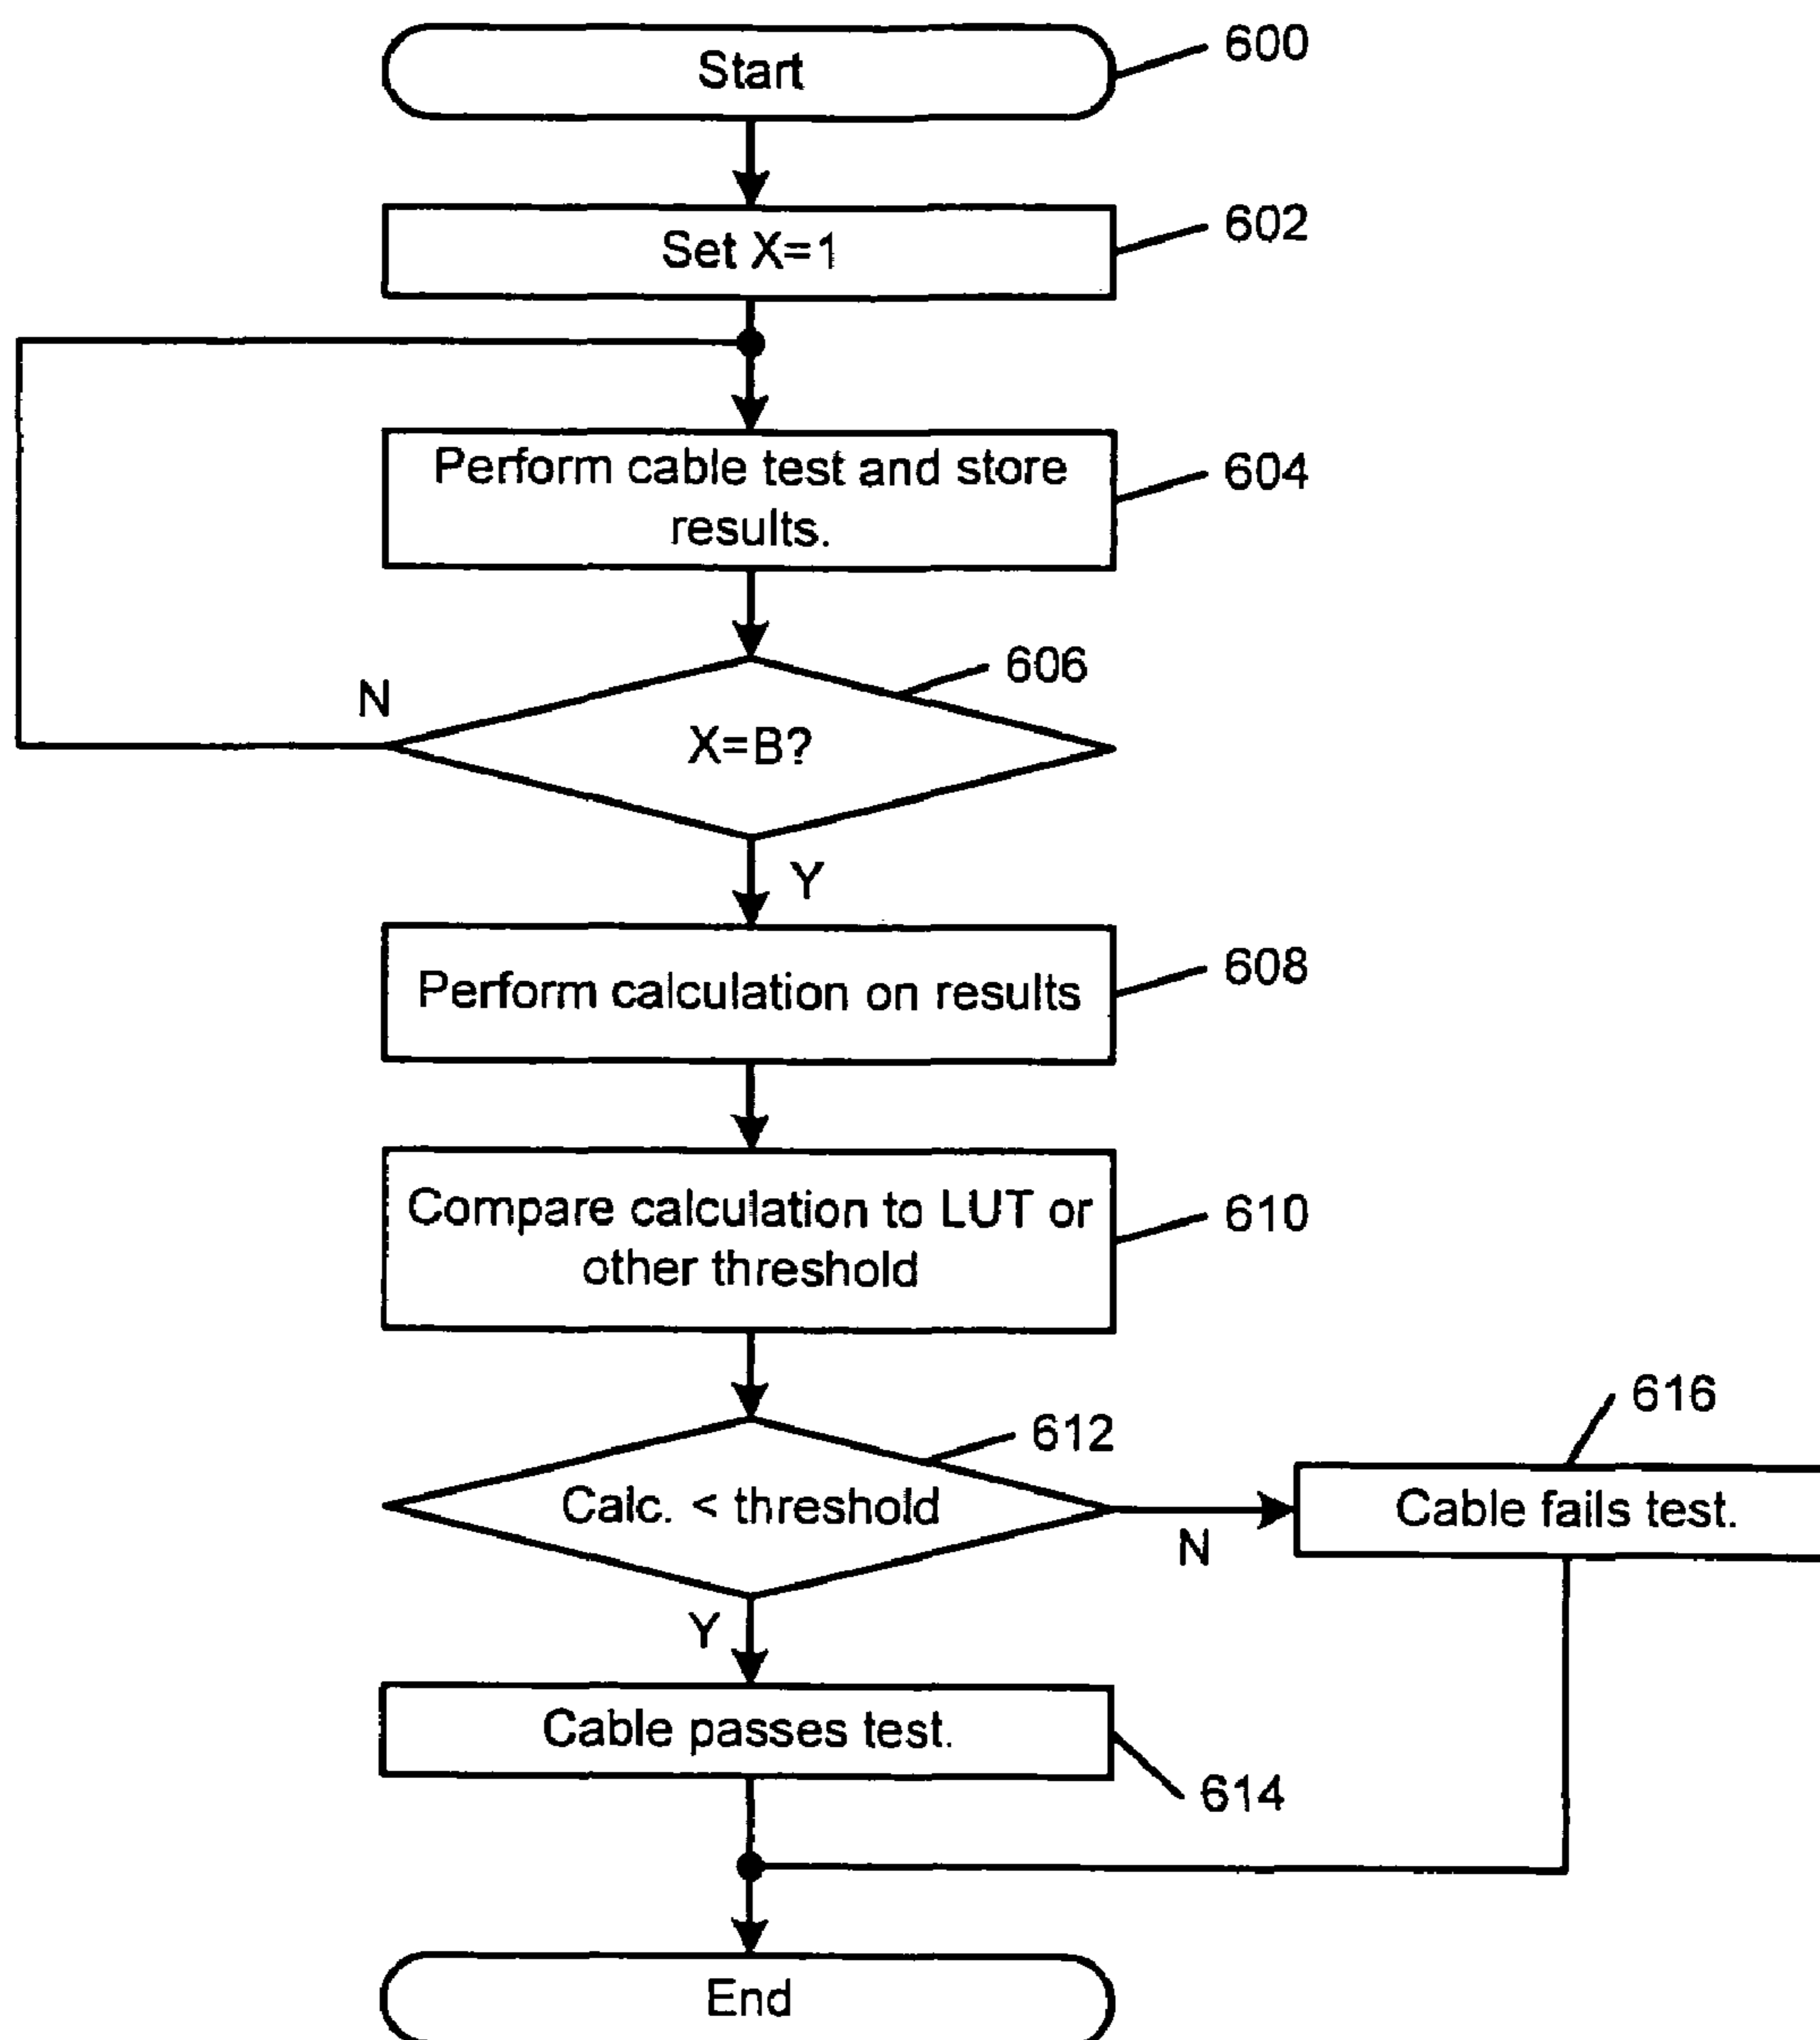 Start
600
Set X=1
602
Perform cable test and store
results.
604
606
N
X=B?
Y
Perform calculation on results
608
Compare calculation to LUT or
other threshold
610
612
616
Calc. < threshold
N
Cable fails test.
Y
Cable passes test.
614
End